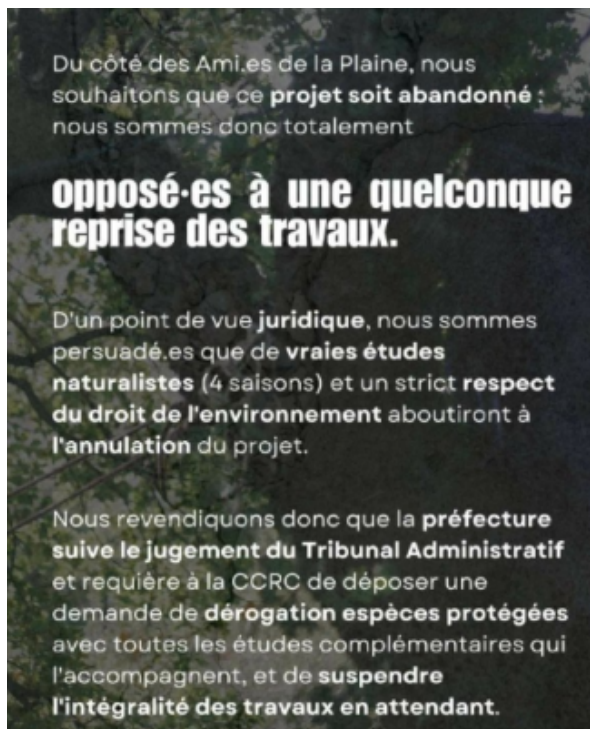 Du côté des Ami.es de la Plaine, nous
souhaitons que ce projet soit abandonné :
nous sommes donc totalement
opposé·es à une quelconque
reprise des travaux.
D'un point de vue juridique, nous sommes
persuadé.es que de vraies études
naturalistes (4 saisons) et un strict respect
du droit de l'environnement aboutiront à
l'annulation du projet.
Nous revendiquons donc que la préfecture
suive le jugement du Tribunal Administratif
et requière à la CCRC de déposer une
demande de dérogation espèces protégées
avec toutes les études complémentaires qui
l'accompagnent, et de suspendre
l'intégralité des travaux en attendant.